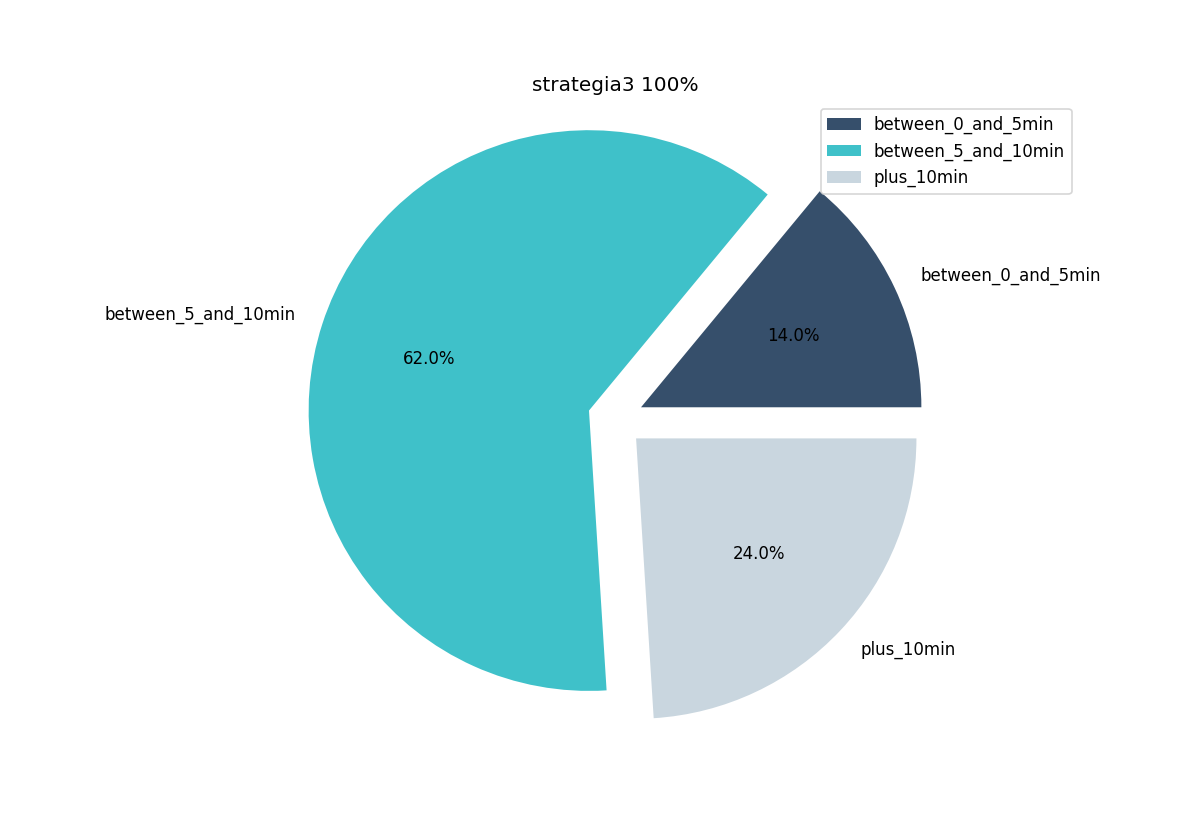 strategia3 100%
between_0_and_5min
between_5_and_10min
plus_10min
between_0_and_5min
between_5_and_10min
14.0%
62.0%
24.0%
plus_10min